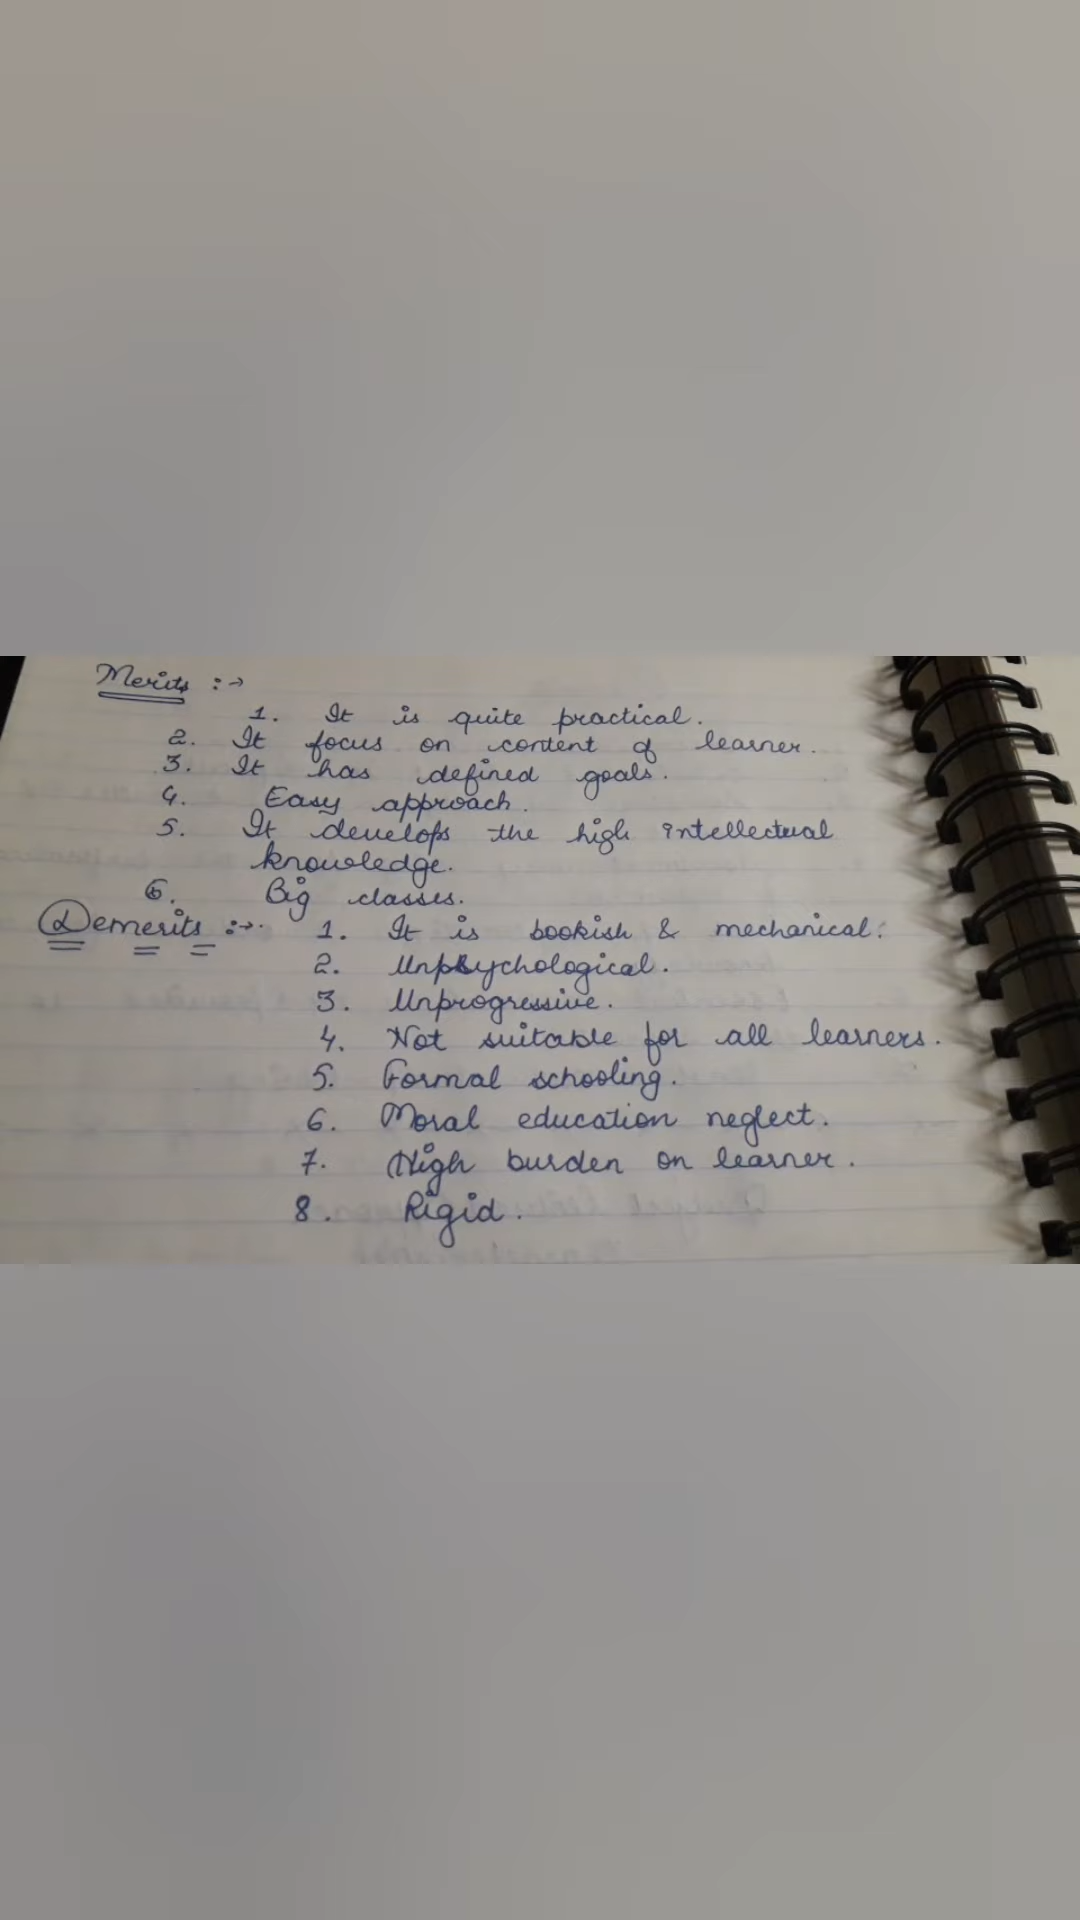 Merits :→
1. It is quite practical.
2. It focus on content of learner.
3. It has defined goals.
4. Easy approach.
5. It develops the high intellectual
knowledge.
6. Big classes.
Demerits :→ 1. It is bookish & mechanical.
2. Unpsychological.
3. Unprogressive.
4. Not suitable for all learners.
5. Formal schooling.
6. Moral education neglect.
7. High burden on learner.
8. Rigid.